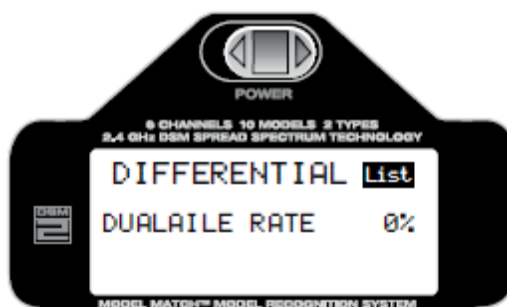 POWER
6 CHANNELS 10 MODELS 2 TYPES
2.4 GHz DSM SPREAD SPECTRUM TECHNOLOGY
DIFFERENTIAL List
DSM
2
DUALAILE RATE 0%
MODEL MATCH™ MODEL RECOGNITION SYSTEM